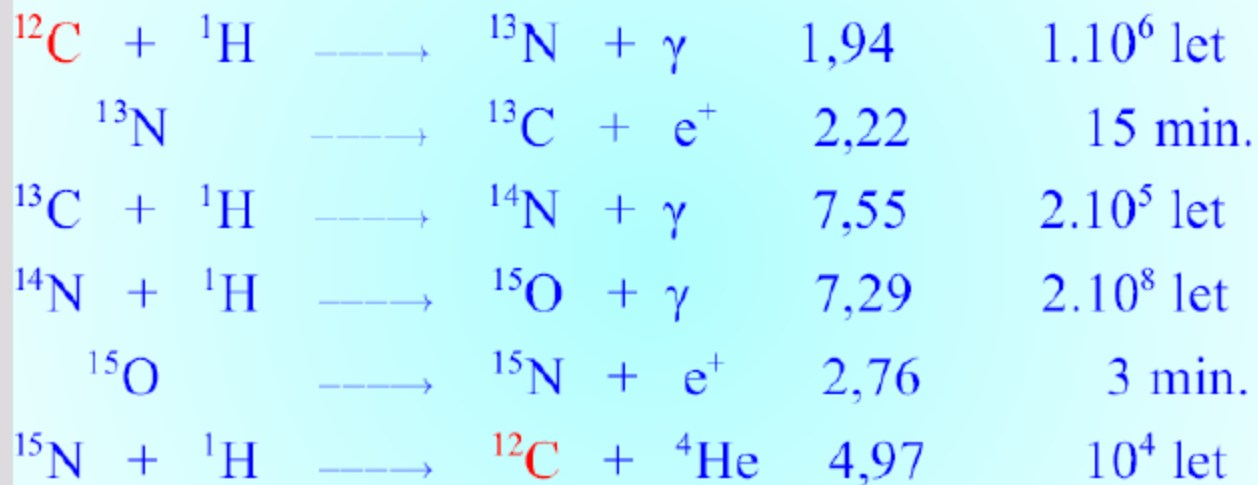 ¹²C + ¹H ----→ ¹³N + γ 1,94 1.10⁶ let
¹³N ----→ ¹³C + e⁺ 2,22 15 min.
¹³C + ¹H ----→ ¹⁴N + γ 7,55 2.10⁵ let
¹⁴N + ¹H ----→ ¹⁵O + γ 7,29 2.10⁸ let
¹⁵O ----→ ¹⁵N + e⁺ 2,76 3 min.
¹⁵N + ¹H ----→ ¹²C + ⁴He 4,97 10⁴ let